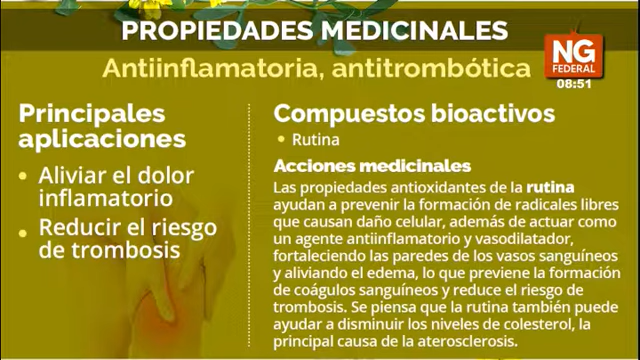 PROPIEDADES MEDICINALES
Antiinflamatoria, antitrombótica
NG
FEDERAL
08:51
Principales
aplicaciones
• Aliviar el dolor
inflamatorio
• Reducir el riesgo
de trombosis
Compuestos bioactivos
• Rutina
Acciones medicinales
Las propiedades antioxidantes de la rutina
ayudan a prevenir la formación de radicales libres
que causan daño celular, además de actuar como
un agente antiinflamatorio y vasodilatador,
fortaleciendo las paredes de los vasos sanguíneos
y aliviando el edema, lo que previene la formación
de coágulos sanguíneos y reduce el riesgo de
trombosis. Se piensa que la rutina también puede
ayudar a disminuir los niveles de colesterol, la
principal causa de la aterosclerosis.